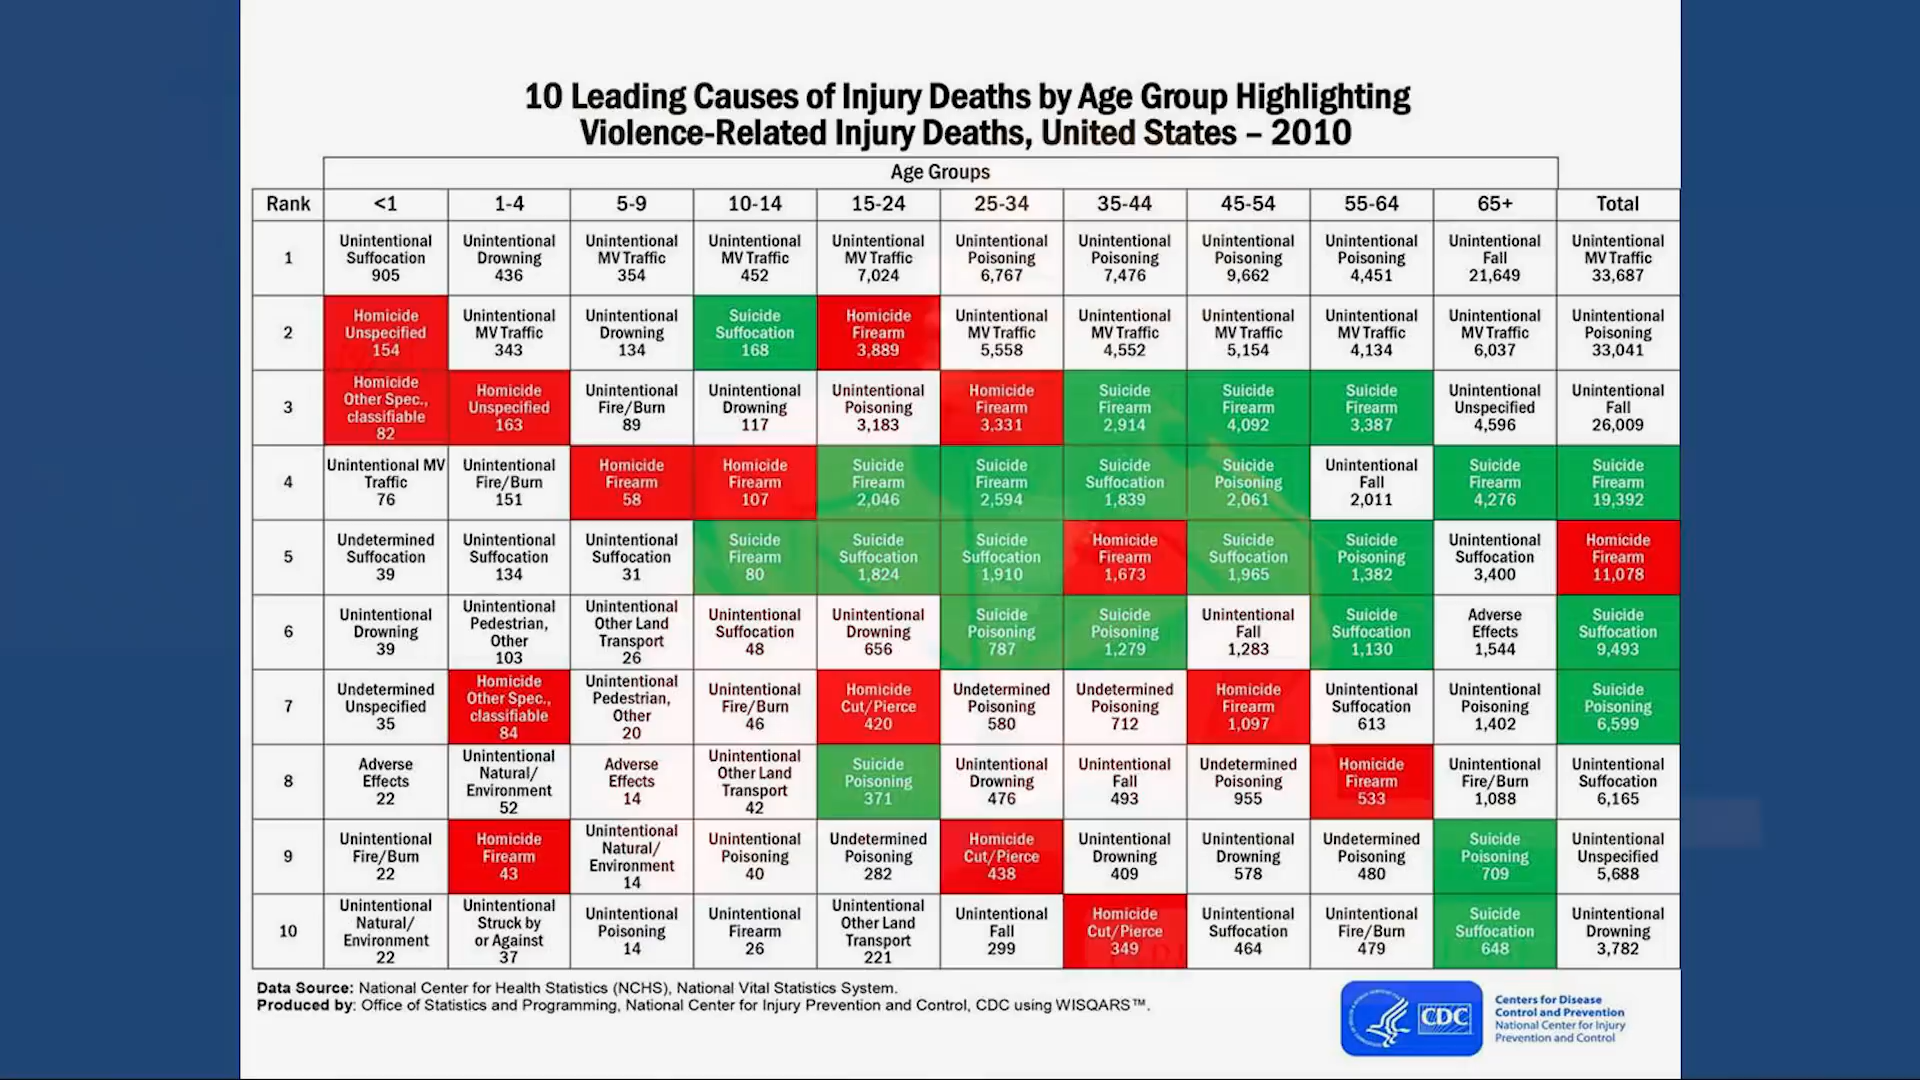 10 Leading Causes of Injury Deaths by Age Group Highlighting
Violence-Related Injury Deaths, United States – 2010
Age Groups
Rank <1 1-4 5-9 10-14 15-24 25-34 35-44 45-54 55-64 65+ Total
1
Unintentional
Suffocation
905
Unintentional
Drowning
436
Unintentional
MV Traffic
354
Unintentional
MV Traffic
452
Unintentional
MV Traffic
7,024
Unintentional
Poisoning
6,767
Unintentional
Poisoning
7,476
Unintentional
Poisoning
9,662
Unintentional
Poisoning
4,451
Unintentional
Fall
21,649
Unintentional
MV Traffic
33,687
2
Homicide
Unspecified
154
Unintentional
MV Traffic
343
Unintentional
Drowning
134
Suicide
Suffocation
168
Homicide
Firearm
3,889
Unintentional
MV Traffic
5,558
Unintentional
MV Traffic
4,552
Unintentional
MV Traffic
5,154
Unintentional
MV Traffic
4,134
Unintentional
MV Traffic
6,037
Unintentional
Poisoning
33,041
3
Homicide
Other Spec.,
classifiable
82
Homicide
Unspecified
163
Unintentional
Fire/Burn
89
Unintentional
Drowning
117
Unintentional
Poisoning
3,183
Homicide
Firearm
3,331
Suicide
Firearm
2,914
Suicide
Firearm
4,092
Suicide
Firearm
3,387
Unintentional
Unspecified
4,596
Unintentional
Fall
26,009
4
Unintentional MV
Traffic
76
Unintentional
Fire/Burn
151
Homicide
Firearm
58
Homicide
Firearm
107
Suicide
Firearm
2,046
Suicide
Firearm
2,594
Suicide
Suffocation
1,839
Suicide
Poisoning
2,061
Unintentional
Fall
2,011
Suicide
Firearm
4,276
Suicide
Firearm
19,392
5
Undetermined
Suffocation
39
Unintentional
Suffocation
134
Unintentional
Suffocation
31
Suicide
Firearm
80
Suicide
Suffocation
1,824
Suicide
Suffocation
1,910
Homicide
Firearm
1,673
Suicide
Suffocation
1,965
Suicide
Poisoning
1,382
Unintentional
Suffocation
3,400
Homicide
Firearm
11,078
6
Unintentional
Drowning
39
Unintentional
Pedestrian,
Other
103
Unintentional
Other Land
Transport
26
Unintentional
Suffocation
48
Unintentional
Drowning
656
Suicide
Poisoning
787
Suicide
Poisoning
1,279
Unintentional
Fall
1,283
Suicide
Suffocation
1,130
Adverse
Effects
1,544
Suicide
Suffocation
9,493
7
Undetermined
Unspecified
35
Homicide
Other Spec.,
classifiable
84
Unintentional
Pedestrian,
Other
20
Unintentional
Fire/Burn
46
Homicide
Cut/Pierce
420
Undetermined
Poisoning
580
Undetermined
Poisoning
712
Homicide
Firearm
1,097
Unintentional
Suffocation
613
Unintentional
Poisoning
1,402
Suicide
Poisoning
6,599
8
Adverse
Effects
22
Unintentional
Natural/
Environment
52
Adverse
Effects
14
Unintentional
Other Land
Transport
42
Suicide
Poisoning
371
Unintentional
Drowning
476
Unintentional
Fall
493
Undetermined
Poisoning
955
Homicide
Firearm
533
Unintentional
Fire/Burn
1,088
Unintentional
Suffocation
6,165
9
Unintentional
Fire/Burn
22
Homicide
Firearm
43
Unintentional
Natural/
Environment
14
Unintentional
Poisoning
40
Undetermined
Poisoning
282
Homicide
Cut/Pierce
438
Unintentional
Drowning
409
Unintentional
Drowning
578
Undetermined
Poisoning
480
Suicide
Poisoning
709
Unintentional
Unspecified
5,688
10
Unintentional
Natural/
Environment
22
Unintentional
Struck by
or Against
37
Unintentional
Poisoning
14
Unintentional
Firearm
26
Unintentional
Other Land
Transport
221
Unintentional
Fall
299
Homicide
Cut/Pierce
349
Unintentional
Suffocation
464
Unintentional
Fire/Burn
479
Suicide
Suffocation
648
Unintentional
Drowning
3,782
Data Source: National Center for Health Statistics (NCHS), National Vital Statistics System.
Produced by: Office of Statistics and Programming, National Center for Injury Prevention and Control, CDC using WISQARS™.
CDC
Centers for Disease
Control and Prevention
National Center for Injury
Prevention and Control